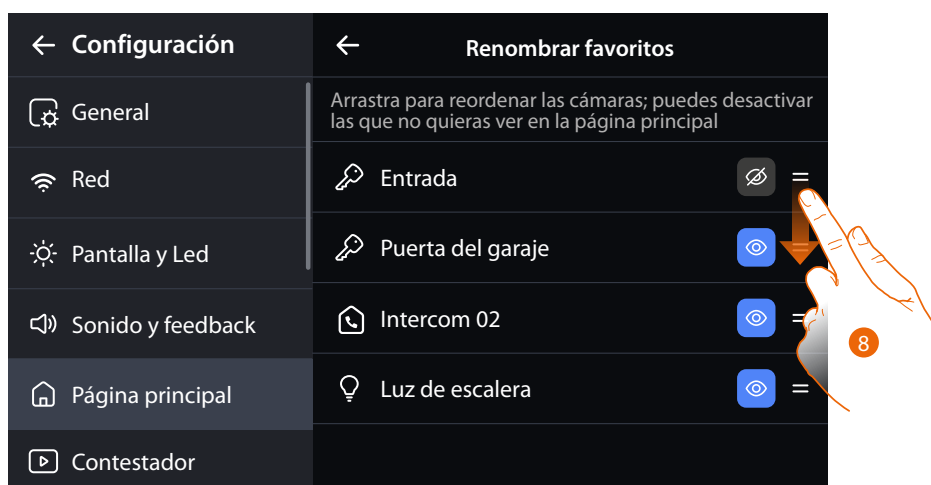 Configuración
General
Red
Pantalla y Led
Sonido y feedback
Página principal
Contestador
Renombrar favoritos
Arrastra para reordenar las cámaras; puedes desactivar
las que no quieras ver en la página principal
Entrada
Puerta del garaje
Intercom 02
Luz de escalera
8